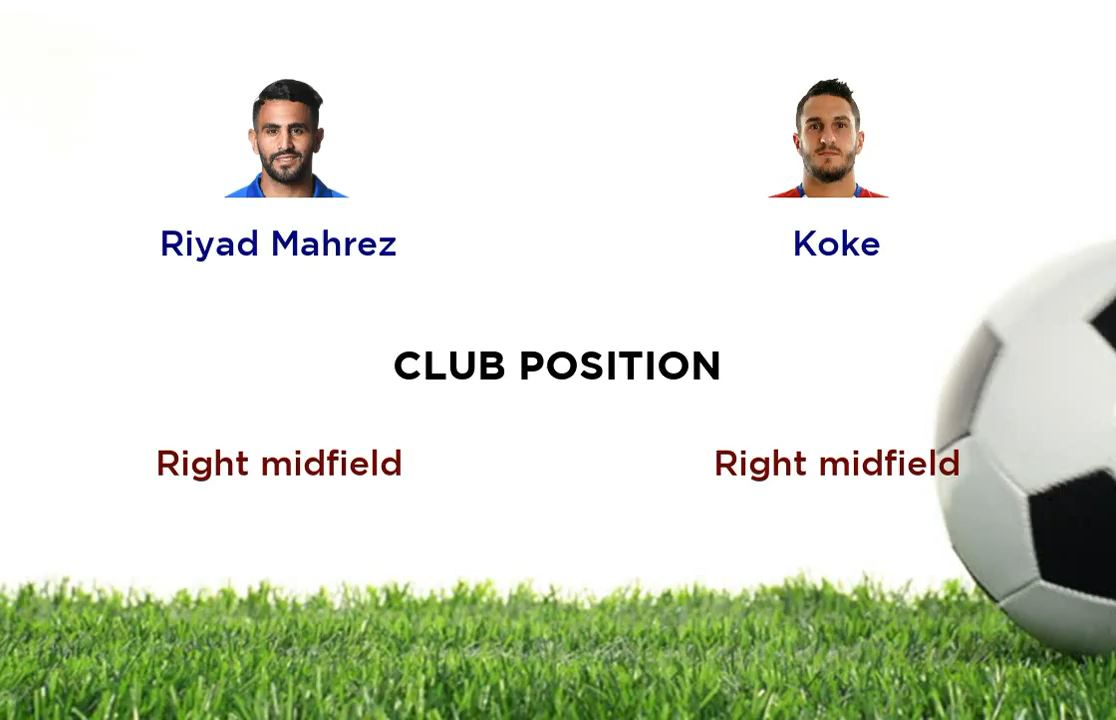 Riyad Mahrez
Koke
CLUB POSITION
Right midfield
Right midfield